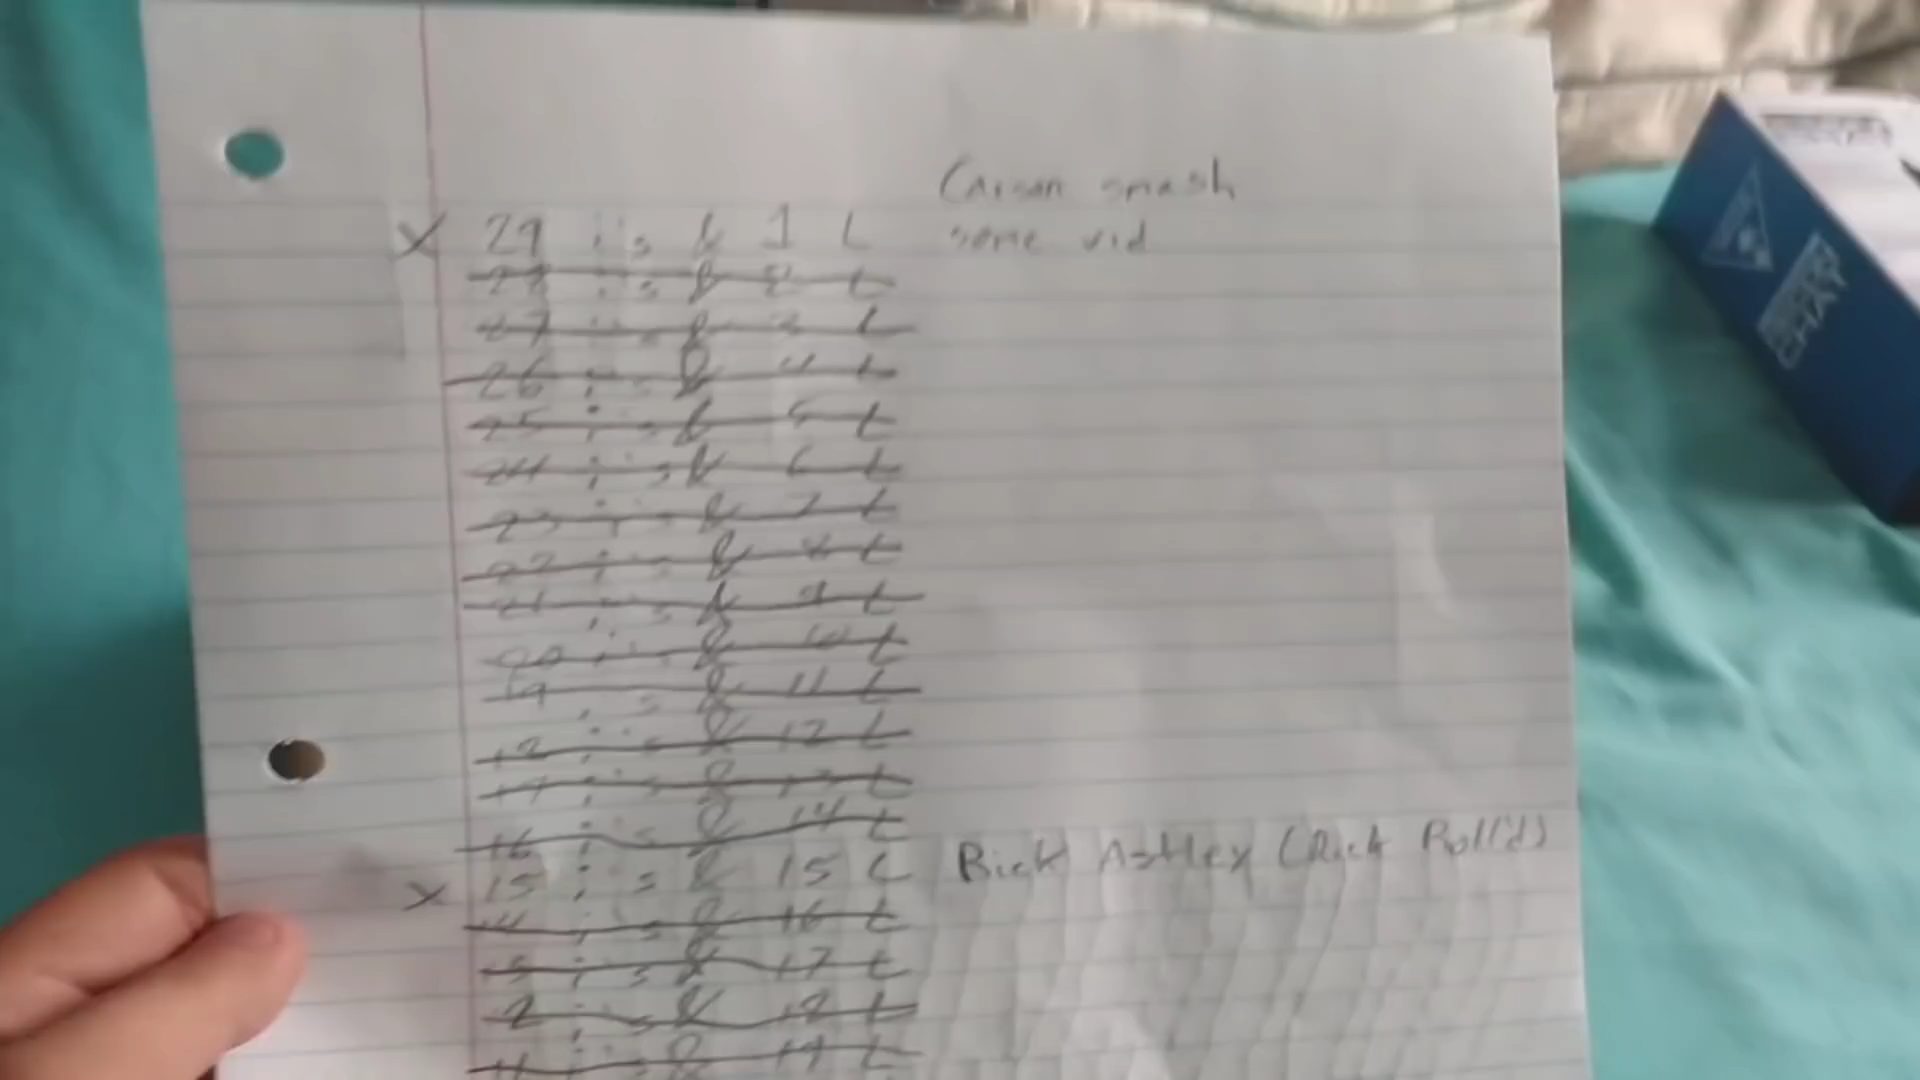 Carson smash
X 29 i's & 1 L some vid
28 i's & 2 L
27 i's & 3 L
26 i's & 4 L
25 i's & 5 L
24 i's & 6 L
23 i's & 7 L
22 i's & 8 L
21 i's & 9 L
20 i's & 10 L
19 i's & 11 L
18 i's & 12 L
17 i's & 13 L
16 i's & 14 L
X 15 i's & 15 L Rick Astley (Rick Roll'd)
14 i's & 16 L
13 i's & 17 L
12 i's & 18 L
11 i's & 19 L
CHAY